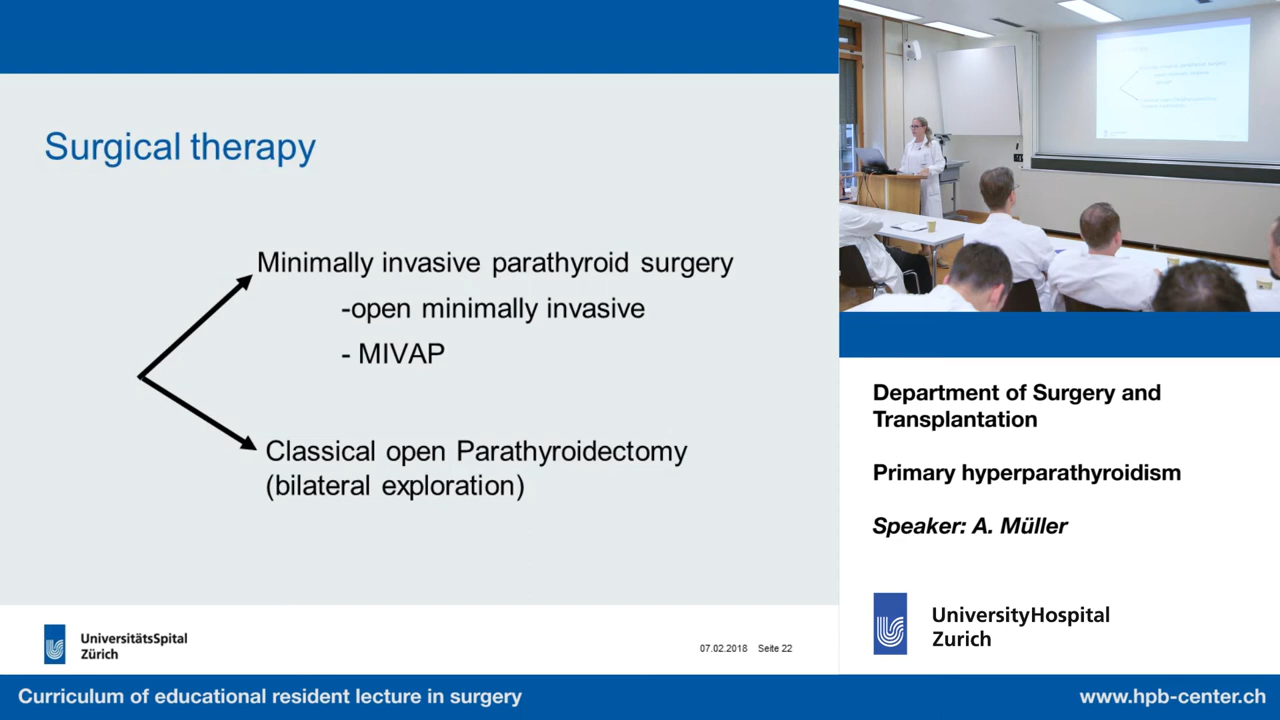 Surgical therapy
Minimally invasive parathyroid surgery
-open minimally invasive
- MIVAP
Classical open Parathyroidectomy
(bilateral exploration)
UniversitätsSpital
Zürich
07.02.2018 Seite 22
Department of Surgery and
Transplantation
Primary hyperparathyroidism
Speaker: A. Müller
UniversityHospital
Zurich
Curriculum of educational resident lecture in surgery
www.hpb-center.ch